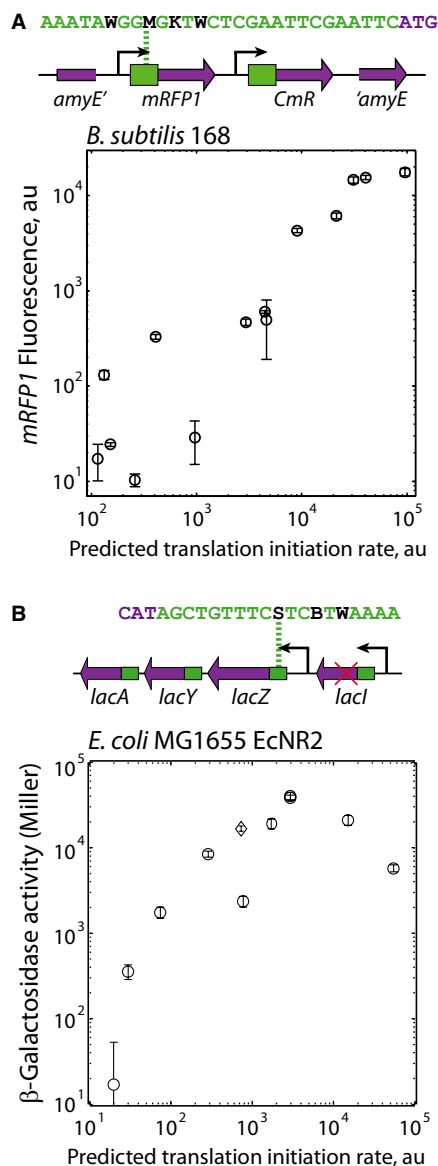 A AAATAWGGMGKTWCTCGAATTCGAATTCATG
amyE' mRFP1 CmR 'amyE
B. subtilis 168
mRFP1 Fluorescence, au
10^4
10^3
10^2
10^1
10^2 10^3 10^4 10^5
Predicted translation initiation rate, au
B CATAGCTGTTTCSTCBTWAAAA
lacA lacY lacZ lacI
E. coli MG1655 EcNR2
β-Galactosidase activity (Miller)
10^5
10^4
10^3
10^2
10^1
10^1 10^2 10^3 10^4 10^5
Predicted translation initiation rate, au